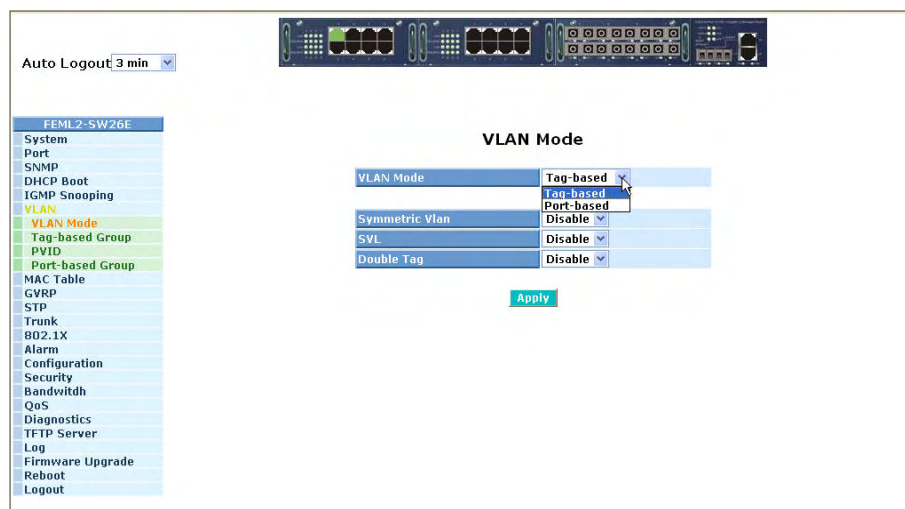 Auto Logout 3 min
FEML2-SW26E
System
Port
SNMP
DHCP Boot
IGMP Snooping
VLAN
VLAN Mode
Tag-based Group
PVID
Port-based Group
MAC Table
GVRP
STP
Trunk
802.1X
Alarm
Configuration
Security
Bandwitdh
QoS
Diagnostics
TFTP Server
Log
Firmware Upgrade
Reboot
Logout
VLAN Mode
VLAN Mode Tag-based
Tag-based
Port-based
Symmetric Vlan Disable
SVL Disable
Double Tag Disable
Apply